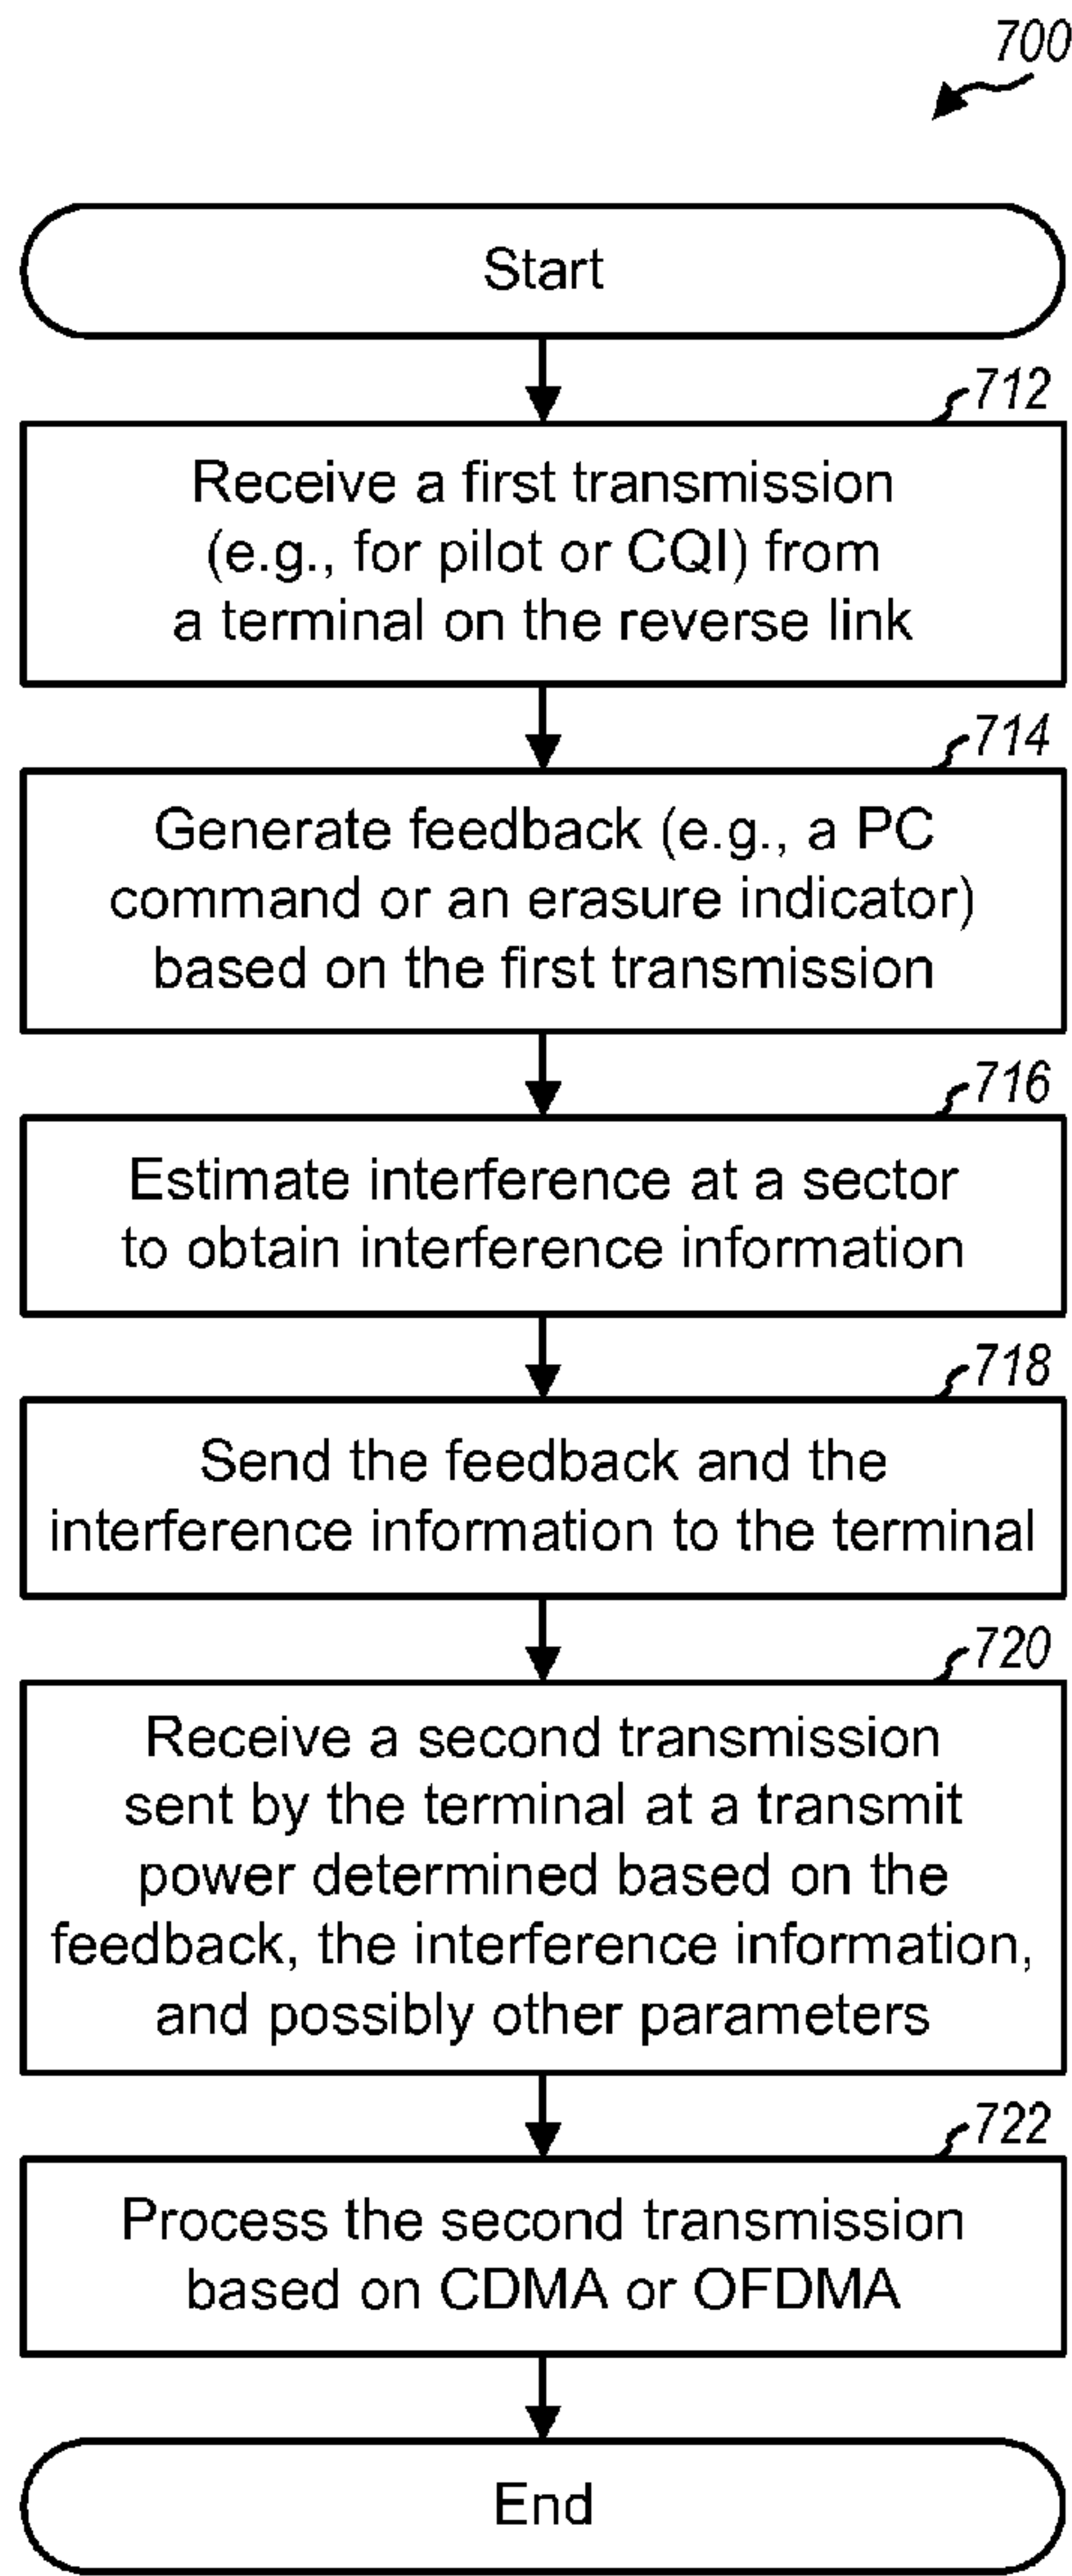 700
Start
712
Receive a first transmission
(e.g., for pilot or CQI) from
a terminal on the reverse link
714
Generate feedback (e.g., a PC
command or an erasure indicator)
based on the first transmission
716
Estimate interference at a sector
to obtain interference information
718
Send the feedback and the
interference information to the terminal
720
Receive a second transmission
sent by the terminal at a transmit
power determined based on the
feedback, the interference information,
and possibly other parameters
722
Process the second transmission
based on CDMA or OFDMA
End